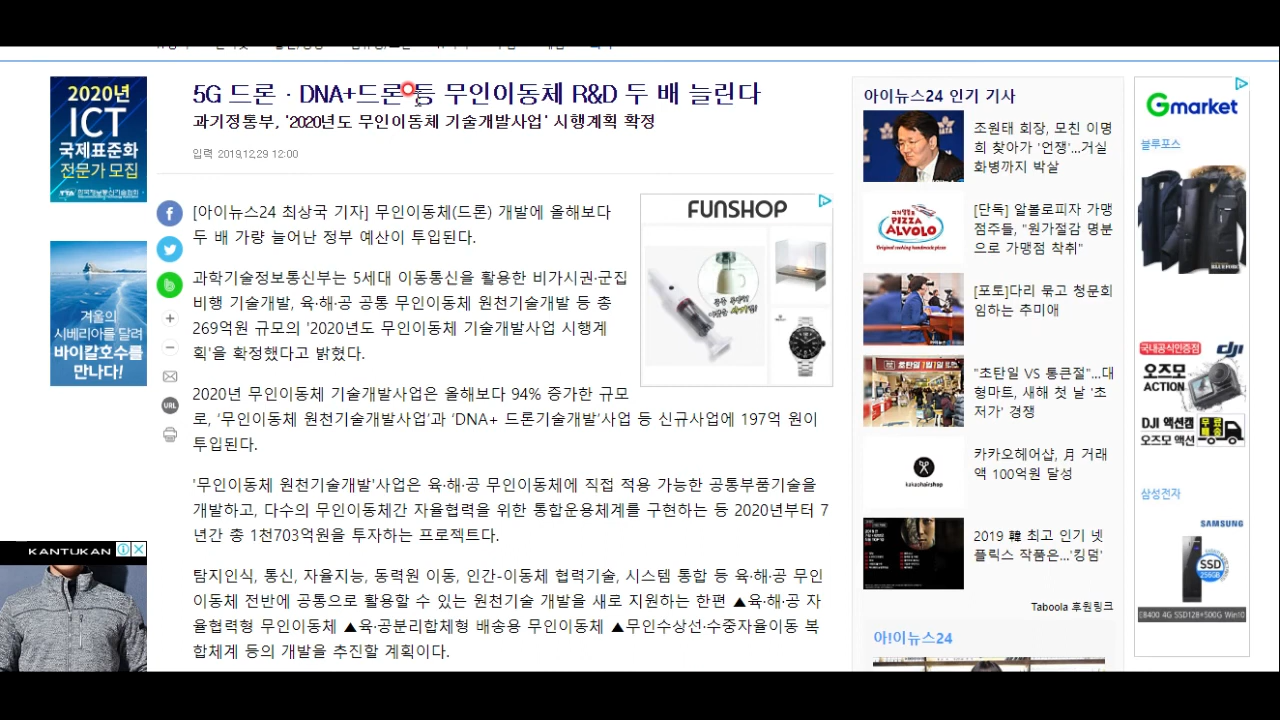 2020년
ICT
국제표준화
전문가 모집
겨울의
시베리아를 달려
바이칼호수를
만나다!
KANTUKAN
5G 드론 · DNA+드론 등 무인이동체 R&D 두 배 늘린다
과기정통부, '2020년도 무인이동체 기술개발사업' 시행계획 확정
입력 2019.12.29 12:00
URL
[아이뉴스24 최상국 기자] 무인이동체(드론) 개발에 올해보다
두 배 가량 늘어난 정부 예산이 투입된다.
과학기술정보통신부는 5세대 이동통신을 활용한 비가시권·군집
비행 기술개발, 육·해·공 공통 무인이동체 원천기술개발 등 총
269억원 규모의 '2020년도 무인이동체 기술개발사업 시행계
획'을 확정했다고 밝혔다.
2020년 무인이동체 기술개발사업은 올해보다 94% 증가한 규모
로, ‘무인이동체 원천기술개발사업’과 ‘DNA+ 드론기술개발’사업 등 신규사업에 197억 원이
투입된다.
'무인이동체 원천기술개발'사업은 육·해·공 무인이동체에 직접 적용 가능한 공통부품기술을
개발하고, 다수의 무인이동체간 자율협력을 위한 통합운용체계를 구현하는 등 2020년부터 7
년간 총 1천703억원을 투자하는 프로젝트다.
탐지인식, 통신, 자율지능, 동력원 이동, 인간-이동체 협력기술, 시스템 통합 등 육·해·공 무인
이동체 전반에 공통으로 활용할 수 있는 원천기술 개발을 새로 지원하는 한편 ▲육·해·공 자
율협력형 무인이동체 ▲육·공분리합체형 배송용 무인이동체 ▲무인수상선·수중자율이동 복
합체계 등의 개발을 추진할 계획이다.
FUNSHOP
아이뉴스24 인기 기사
조원태 회장, 모친 이명
희 찾아가 '언쟁'...거실
화병까지 박살
PIZZA
ALVOLO
[단독] 알볼로피자 가맹
점주들, "원가절감 명분
으로 가맹점 착취"
[포토]다리 묶고 청문회
임하는 추미애
"초탄일 VS 통큰절"...대
형마트, 새해 첫 날 '초
저가' 경쟁
kakaohairshop
카카오헤어샵, 月 거래
액 100억원 달성
2019 韓 최고 인기 넷
플릭스 작품은...'킹덤'
Taboola 후원링크
아!이뉴스24
Gmarket
블루포스
국내공식인증점
dji
오즈모
ACTION
DJI 액션캠
오즈모 액션
무료
배송
삼성전자
SAMSUNG
SSD
256GB
E8400 4G SSD128+500G Win10